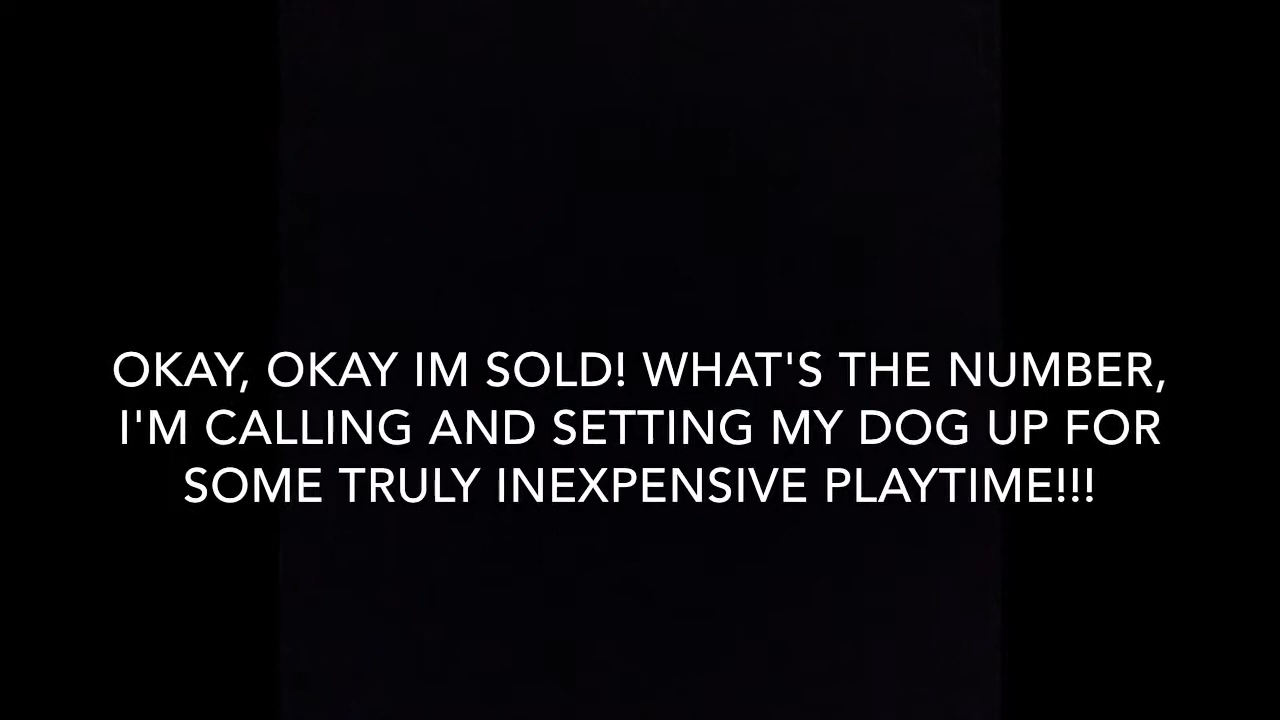 OKAY, OKAY IM SOLD! WHAT'S THE NUMBER,
I'M CALLING AND SETTING MY DOG UP FOR
SOME TRULY INEXPENSIVE PLAYTIME!!!